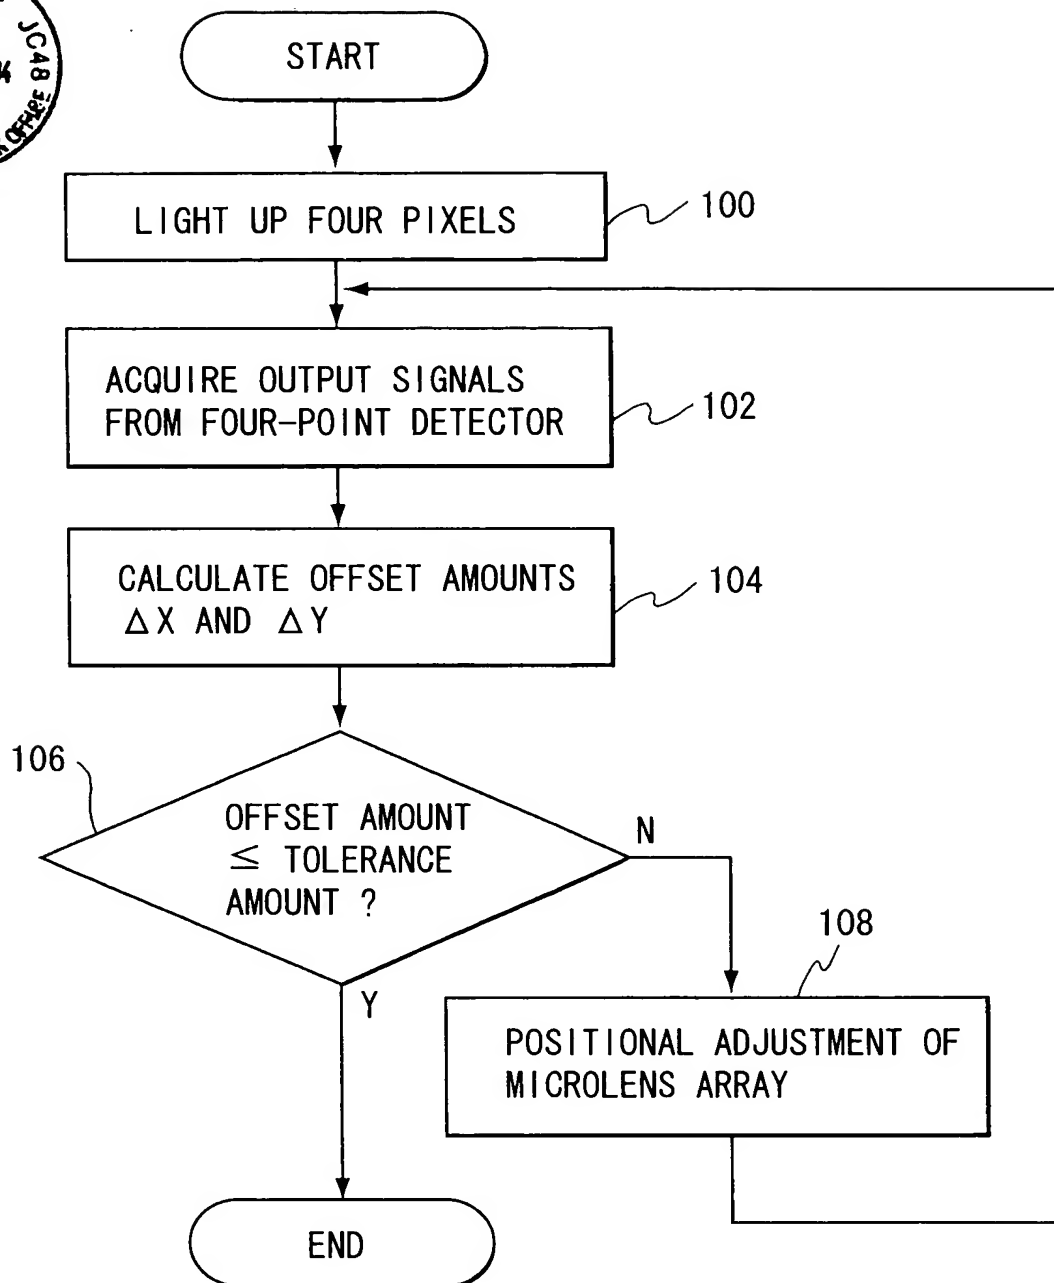 JC48
START
LIGHT UP FOUR PIXELS
100
ACQUIRE OUTPUT SIGNALS
FROM FOUR-POINT DETECTOR
102
CALCULATE OFFSET AMOUNTS
ΔX AND ΔY
104
106
OFFSET AMOUNT
≦ TOLERANCE
AMOUNT ?
N
Y
108
POSITIONAL ADJUSTMENT OF
MICROLENS ARRAY
END